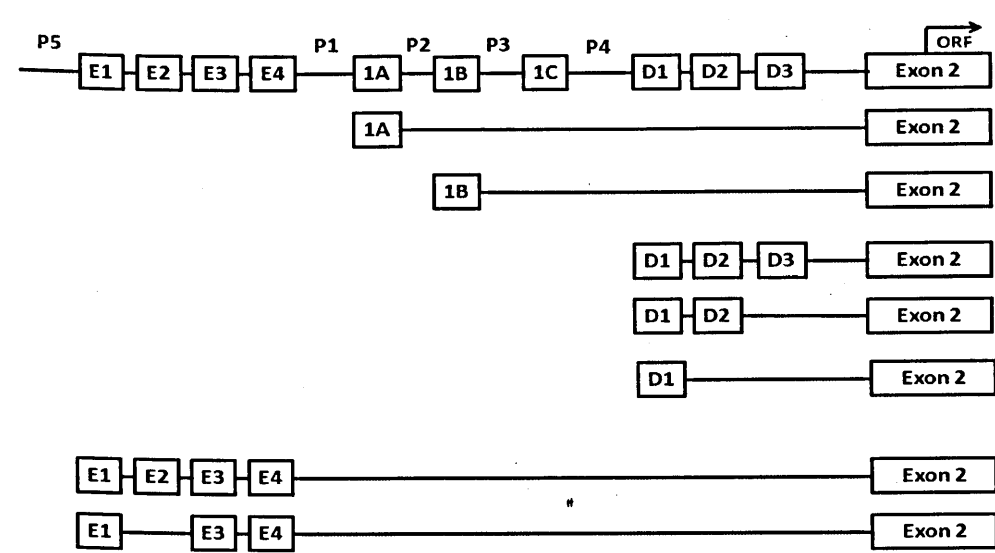 P5 P1 P2 P3 P4 ORF
E1 E2 E3 E4 1A 1B 1C D1 D2 D3 Exon 2
1A Exon 2
1B Exon 2
D1 D2 D3 Exon 2
D1 D2 Exon 2
D1 Exon 2
E1 E2 E3 E4 Exon 2
#
E1 E3 E4 Exon 2